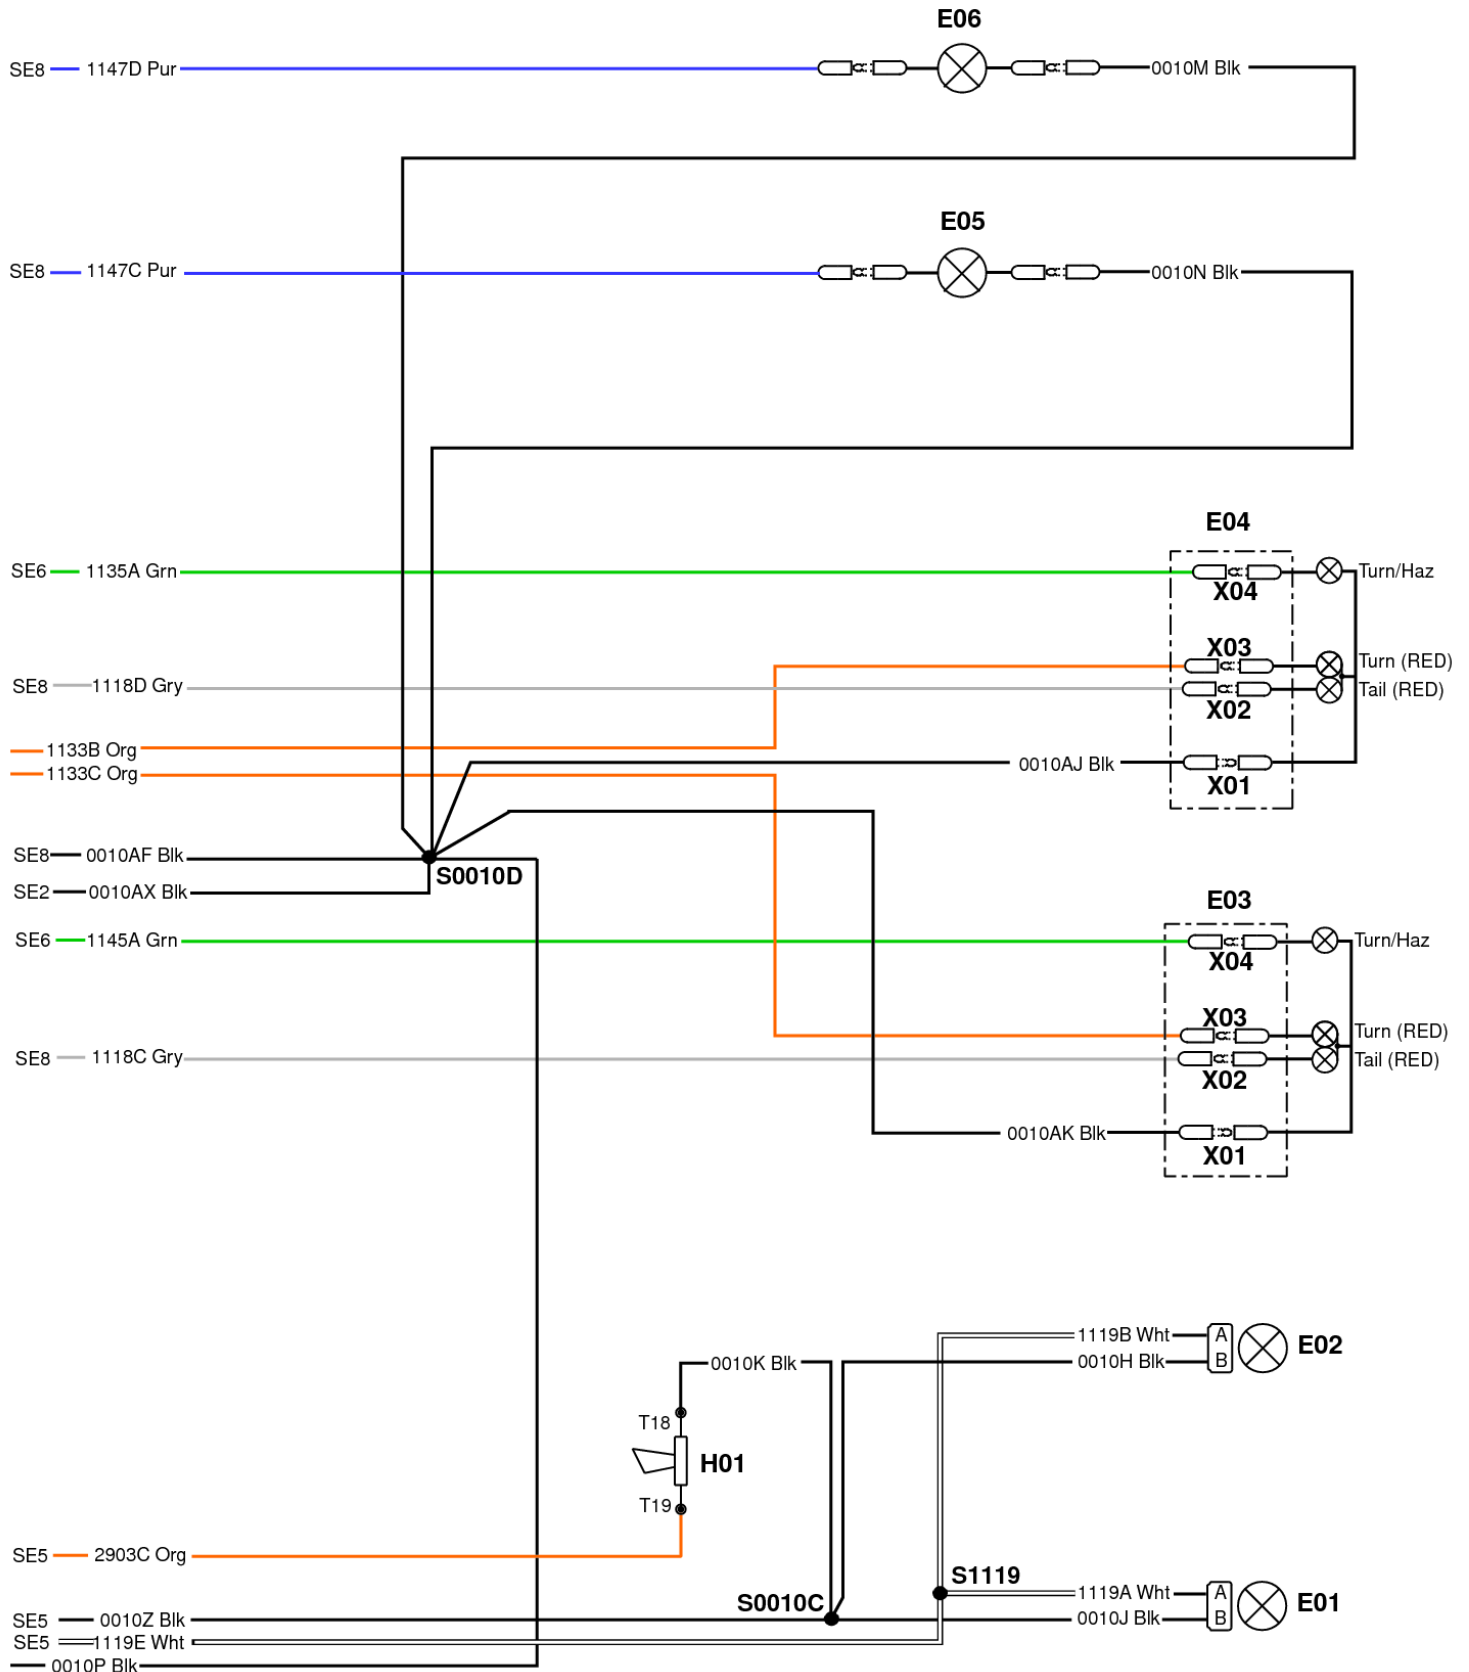 E06
SE8 1147D Pur 0010M Blk
E05
SE8 1147C Pur 0010N Blk
E04
SE6 1135A Grn Turn/Haz
X04
X03
Turn (RED)
SE8 1118D Gry Tail (RED)
X02
1133B Org
1133C Org 0010AJ Blk
X01
SE8 0010AF Blk
S0010D
SE2 0010AX Blk
E03
SE6 1145A Grn Turn/Haz
X04
X03
Turn (RED)
SE8 1118C Gry Tail (RED)
X02
0010AK Blk
X01
1119B Wht A E02
0010K Blk 0010H Blk B
T18
H01
T19
SE5 2903C Org
S1119
1119A Wht A E01
S0010C
SE5 0010Z Blk 0010J Blk B
SE5 1119E Wht
0010P Blk